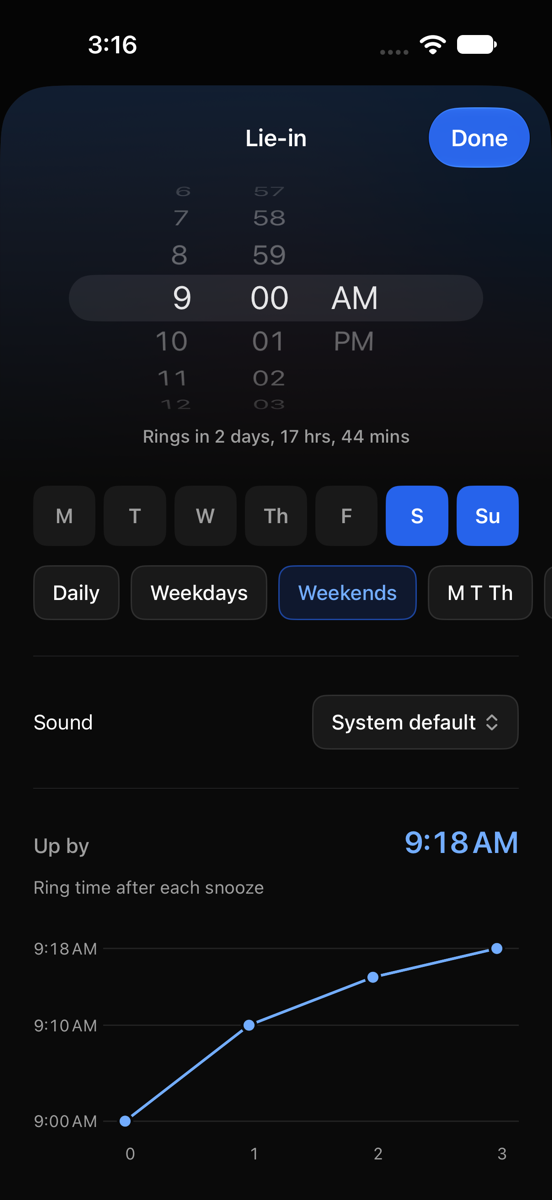 3:16
Lie-in
Done
6 57
7 58
8 59
9 00 AM
10 01 PM
11 02
12 03
Rings in 2 days, 17 hrs, 44 mins
M T W Th F S Su
Daily Weekdays Weekends M T Th
Sound System default
Up by 9:18 AM
Ring time after each snooze
9:18 AM
9:10 AM
9:00 AM
0 1 2 3